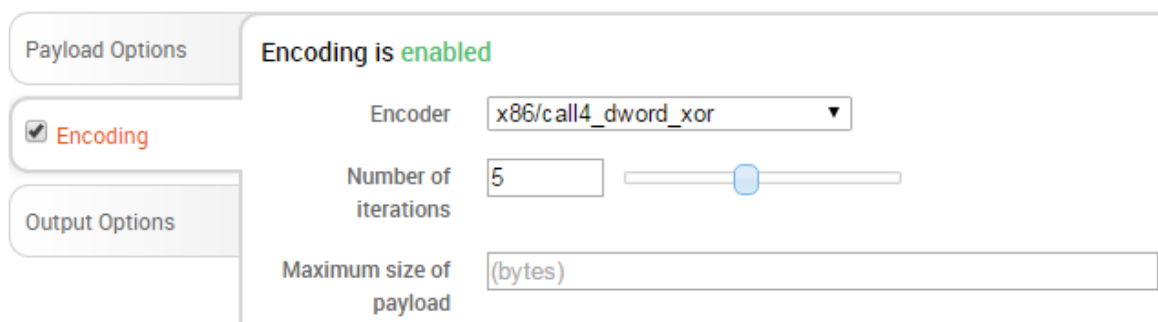 Payload Options
Encoding
Output Options
Encoding is enabled
Encoder
x86/call4_dword_xor
Number of
iterations
5
Maximum size of
payload
(bytes)